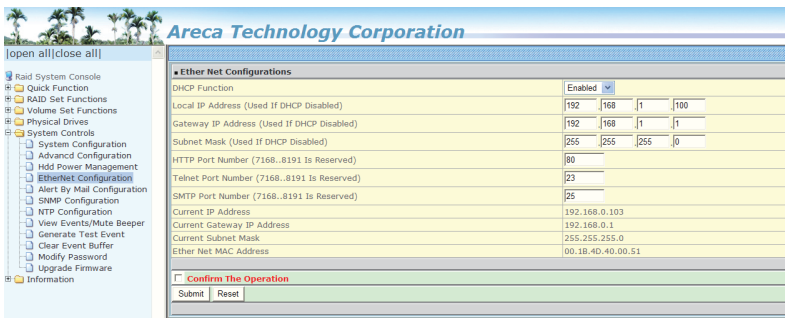 Areca Technology Corporation
|open all|close all|
Raid System Console
Quick Function
RAID Set Functions
Volume Set Functions
Physical Drives
System Controls
System Configuration
Advancd Configuration
Hdd Power Management
EtherNet Configuration
Alert By Mail Configuration
SNMP Configuration
NTP Configuration
View Events/Mute Beeper
Generate Test Event
Clear Event Buffer
Modify Password
Upgrade Firmware
Information
Ether Net Configurations
DHCP Function Enabled
Local IP Address (Used If DHCP Disabled) 192 .168 .1 .100
Gateway IP Address (Used If DHCP Disabled) 192 .168 .1 .1
Subnet Mask (Used If DHCP Disabled) 255 .255 .255 .0
HTTP Port Number (7168..8191 Is Reserved) 80
Telnet Port Number (7168..8191 Is Reserved) 23
SMTP Port Number (7168..8191 Is Reserved) 25
Current IP Address 192.168.0.103
Current Gateway IP Address 192.168.0.1
Current Subnet Mask 255.255.255.0
Ether Net MAC Address 00.1B.4D.40.00.51
Confirm The Operation
Submit Reset